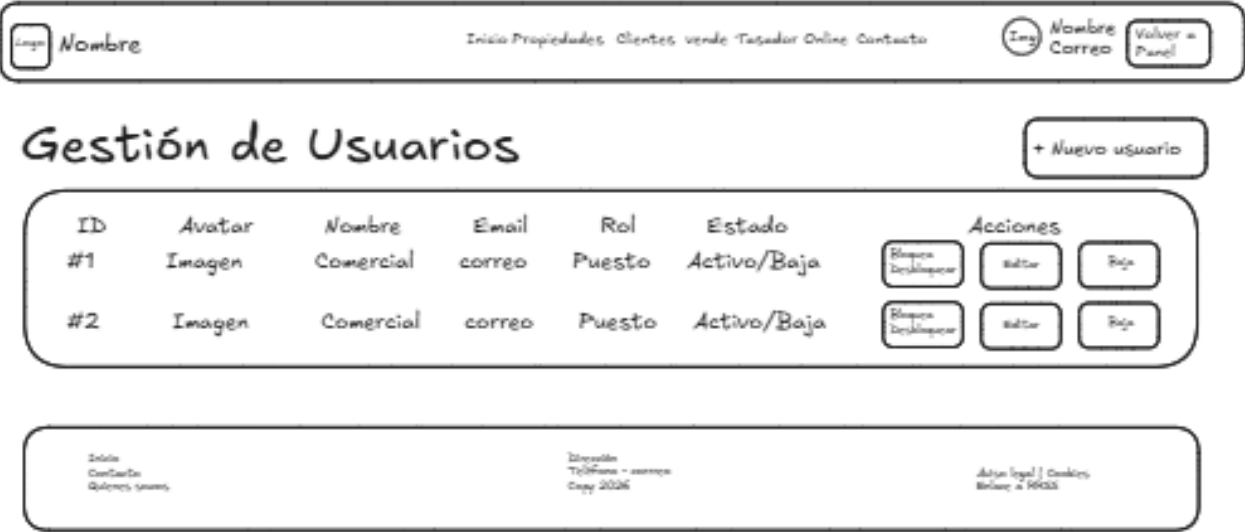 Logo Nombre
Inicio Propiedades Clientes vende Tasador Online Contacto
Img Nombre
Correo
Volver a
Panel
Gestión de Usuarios
+ Nuevo usuario
ID Avatar Nombre Email Rol Estado Acciones
#1 Imagen Comercial correo Puesto Activo/Baja
Bloquea
Desbloquear
Editar
Baja
#2 Imagen Comercial correo Puesto Activo/Baja
Bloquea
Desbloquear
Editar
Baja
Inicio
Contacto
Quienes somos
Dirección
Teléfono - correo
Copy 2026
Aviso legal | Cookies
Enlace a RRSS